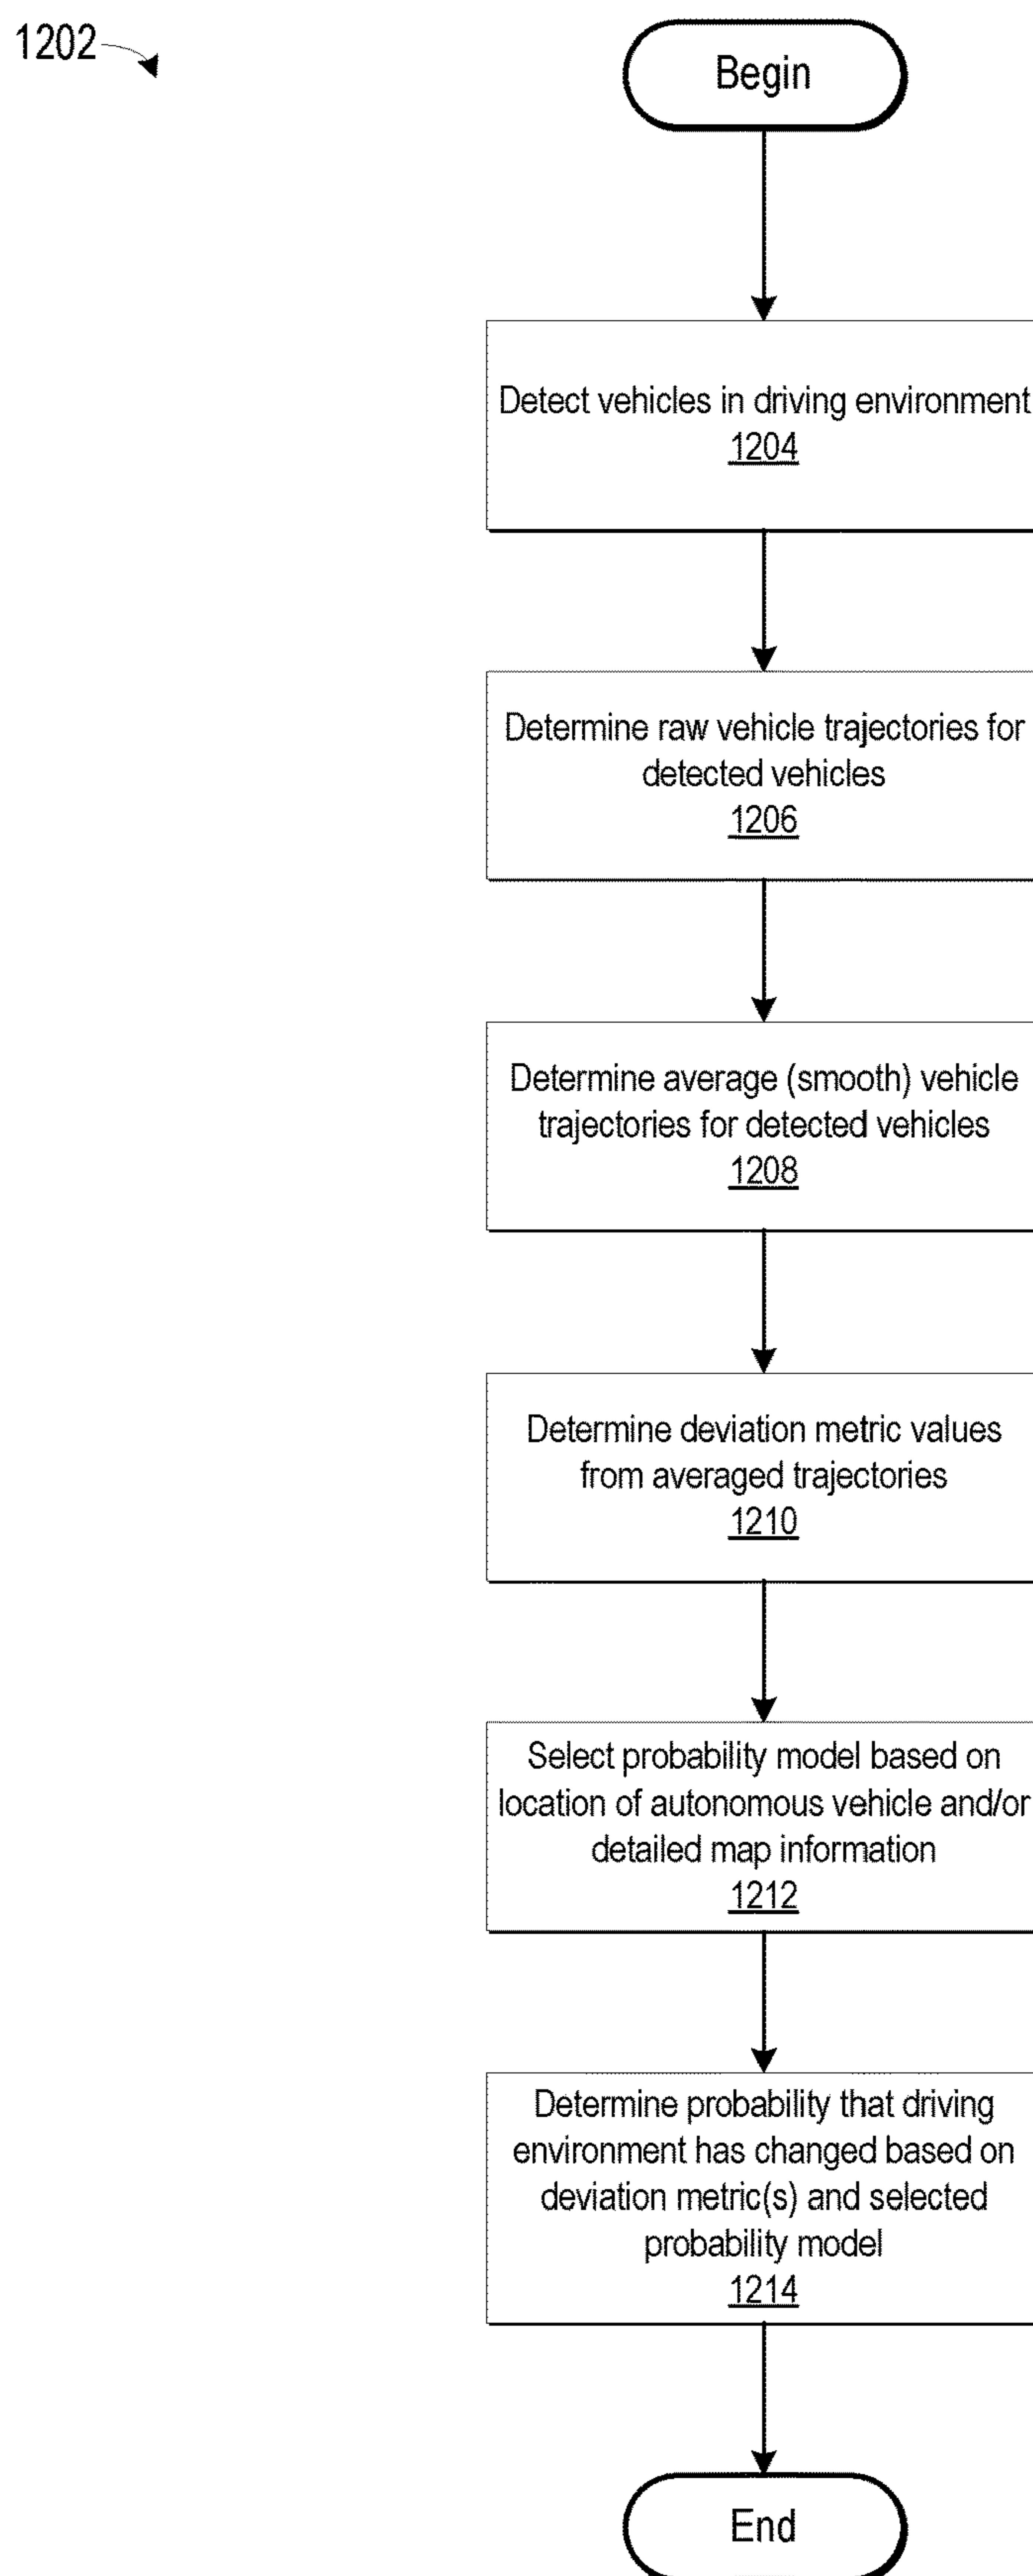 1202
Begin
Detect vehicles in driving environment
1204
Determine raw vehicle trajectories for
detected vehicles
1206
Determine average (smooth) vehicle
trajectories for detected vehicles
1208
Determine deviation metric values
from averaged trajectories
1210
Select probability model based on
location of autonomous vehicle and/or
detailed map information
1212
Determine probability that driving
environment has changed based on
deviation metric(s) and selected
probability model
1214
End